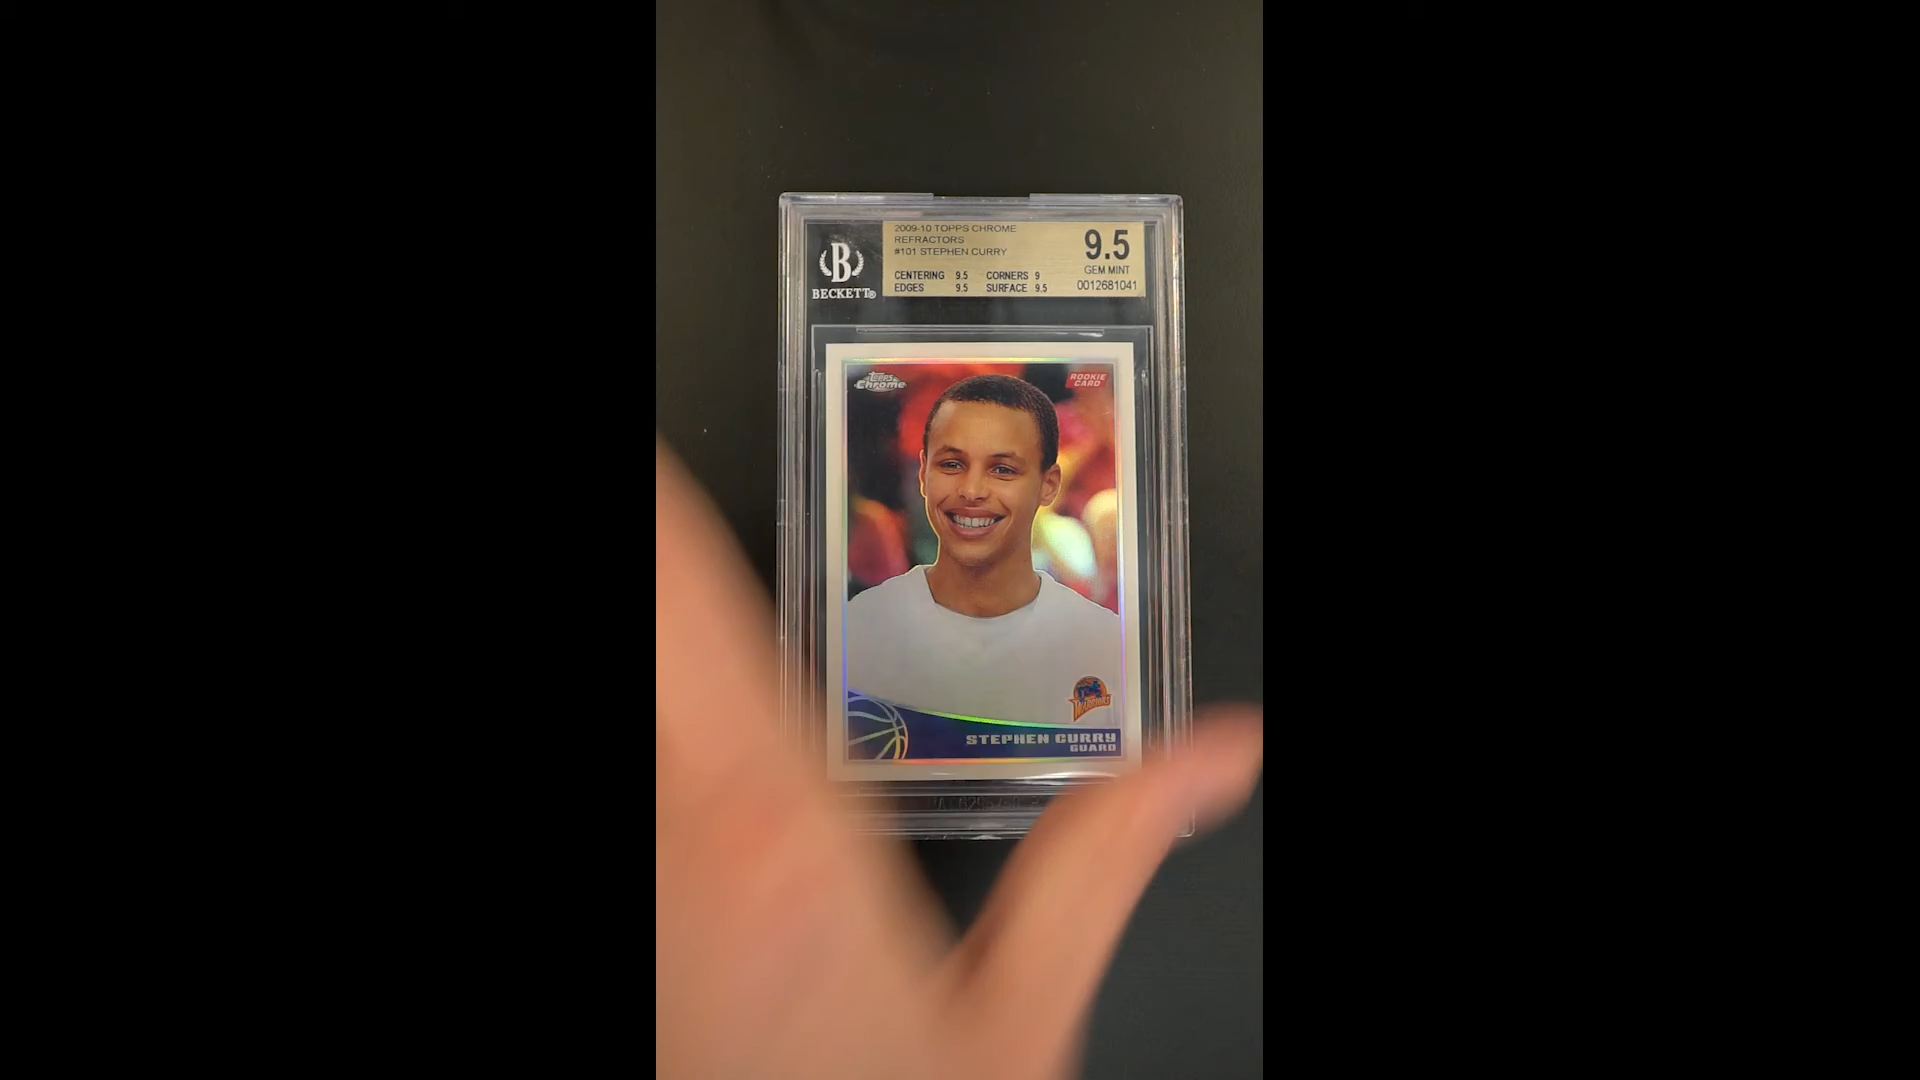 2009-10 TOPPS CHROME
REFRACTORS
#101 STEPHEN CURRY
9.5
GEM MINT
0012681041
CENTERING 9.5 CORNERS 9
EDGES 9.5 SURFACE 9.5
B
BECKETT®
Topps
Chrome
ROOKIE
CARD
WARRIORS
STEPHEN CURRY
GUARD